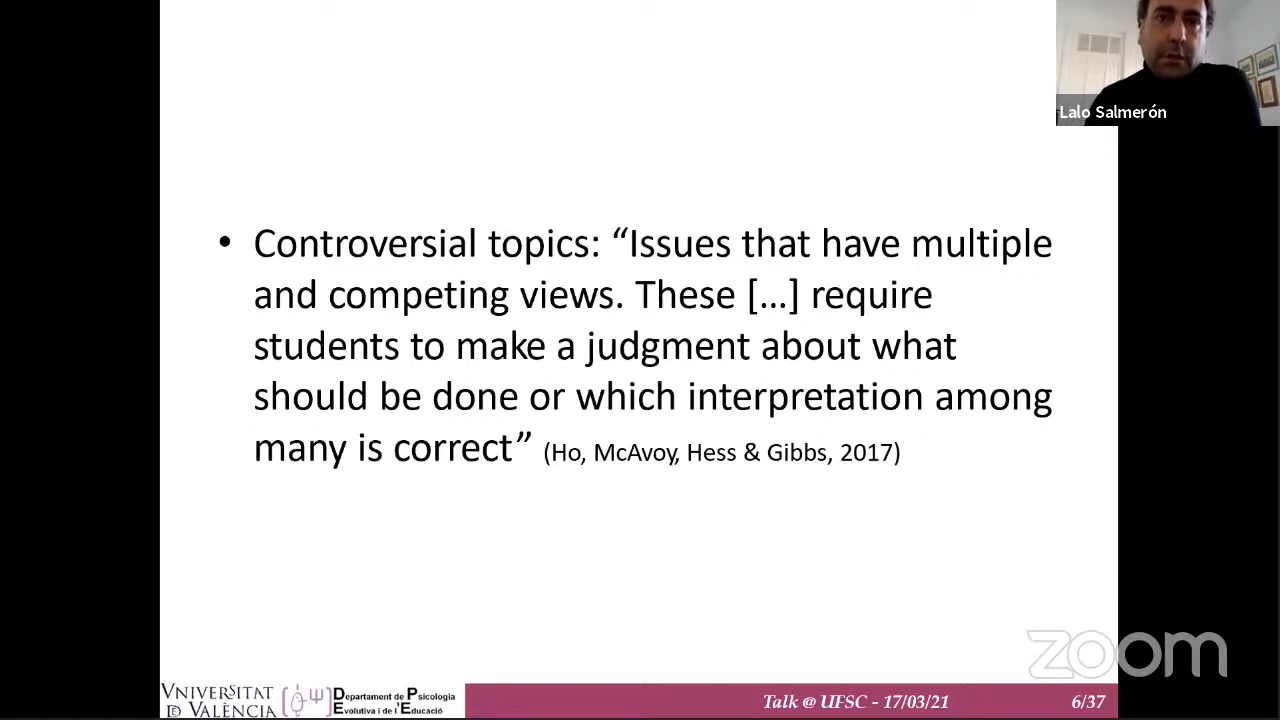 Lalo Salmerón
• Controversial topics: “Issues that have multiple
and competing views. These […] require
students to make a judgment about what
should be done or which interpretation among
many is correct” (Ho, McAvoy, Hess & Gibbs, 2017)
zoom
VNIVERSITAT
DE VALÈNCIA
Departament de Psicologia
Evolutiva i de l'Educació
Talk @ UFSC - 17/03/21
6/37